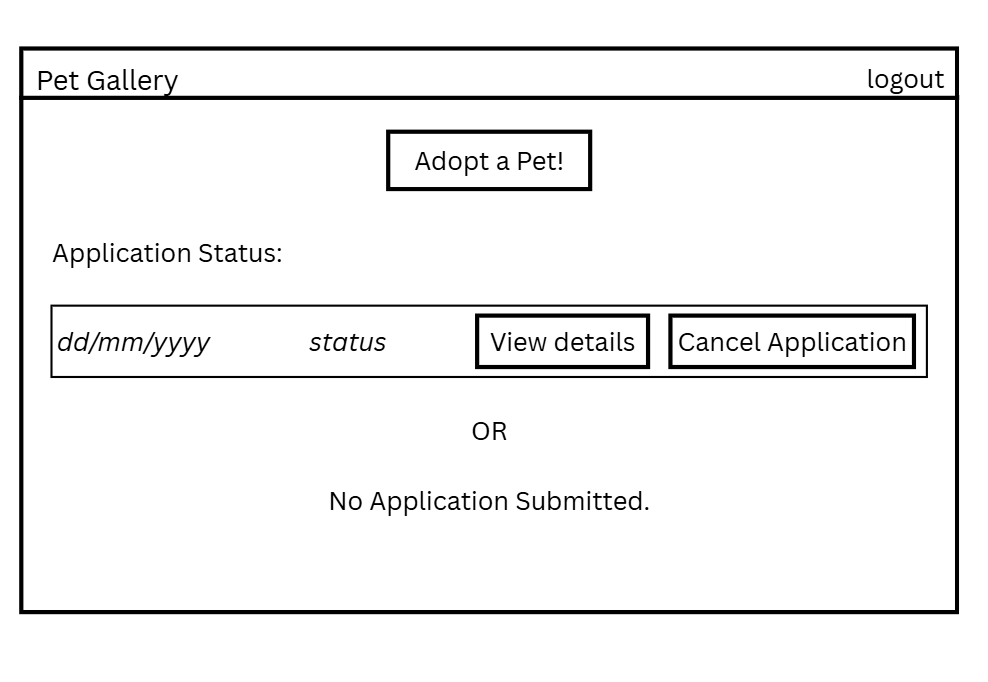 Pet Gallery logout
Adopt a Pet!
Application Status:
dd/mm/yyyy status View details Cancel Application
OR
No Application Submitted.